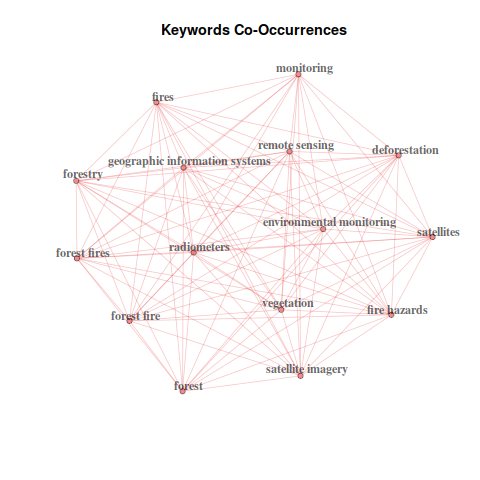 Keywords Co-Occurrences
monitoring
fires
remote sensing
deforestation
geographic information systems
forestry
environmental monitoring
satellites
radiometers
forest fires
vegetation
fire hazards
forest fire
satellite imagery
forest